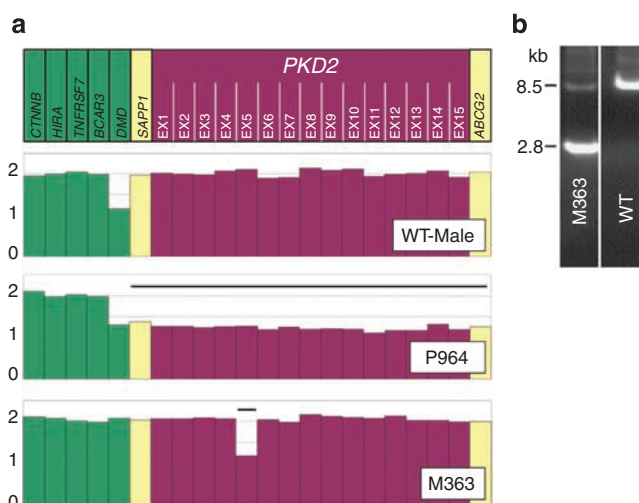 a
CTNNB
HIRA
TNFRSF7
BCAR3
DMD
SAPP1
PKD2
EX1
EX2
EX3
EX4
EX5
EX6
EX7
EX8
EX9
EX10
EX11
EX12
EX13
EX14
EX15
ABCG2
2
1
0
WT-Male
2
1
0
P964
2
1
0
M363
b
kb
8.5
2.8
M363
WT